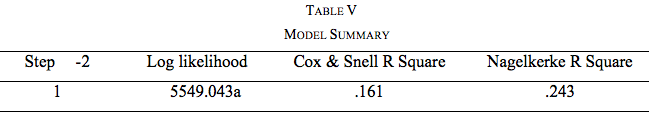 TABLE V
MODEL SUMMARY
Step -2 Log likelihood Cox & Snell R Square Nagelkerke R Square
1 5549.043a .161 .243